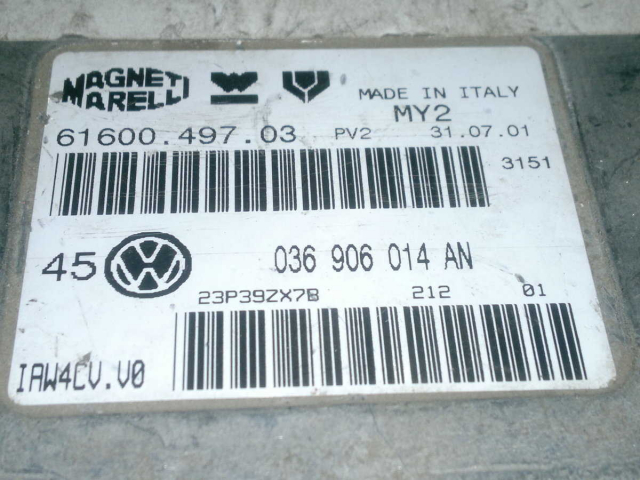 MAGNETI
MARELLI
MADE IN ITALY
MY2
61600.497.03 PV2 31.07.01
3151
45 036 906 014 AN
23P39ZX7B 212 01
IAW4CV.V0